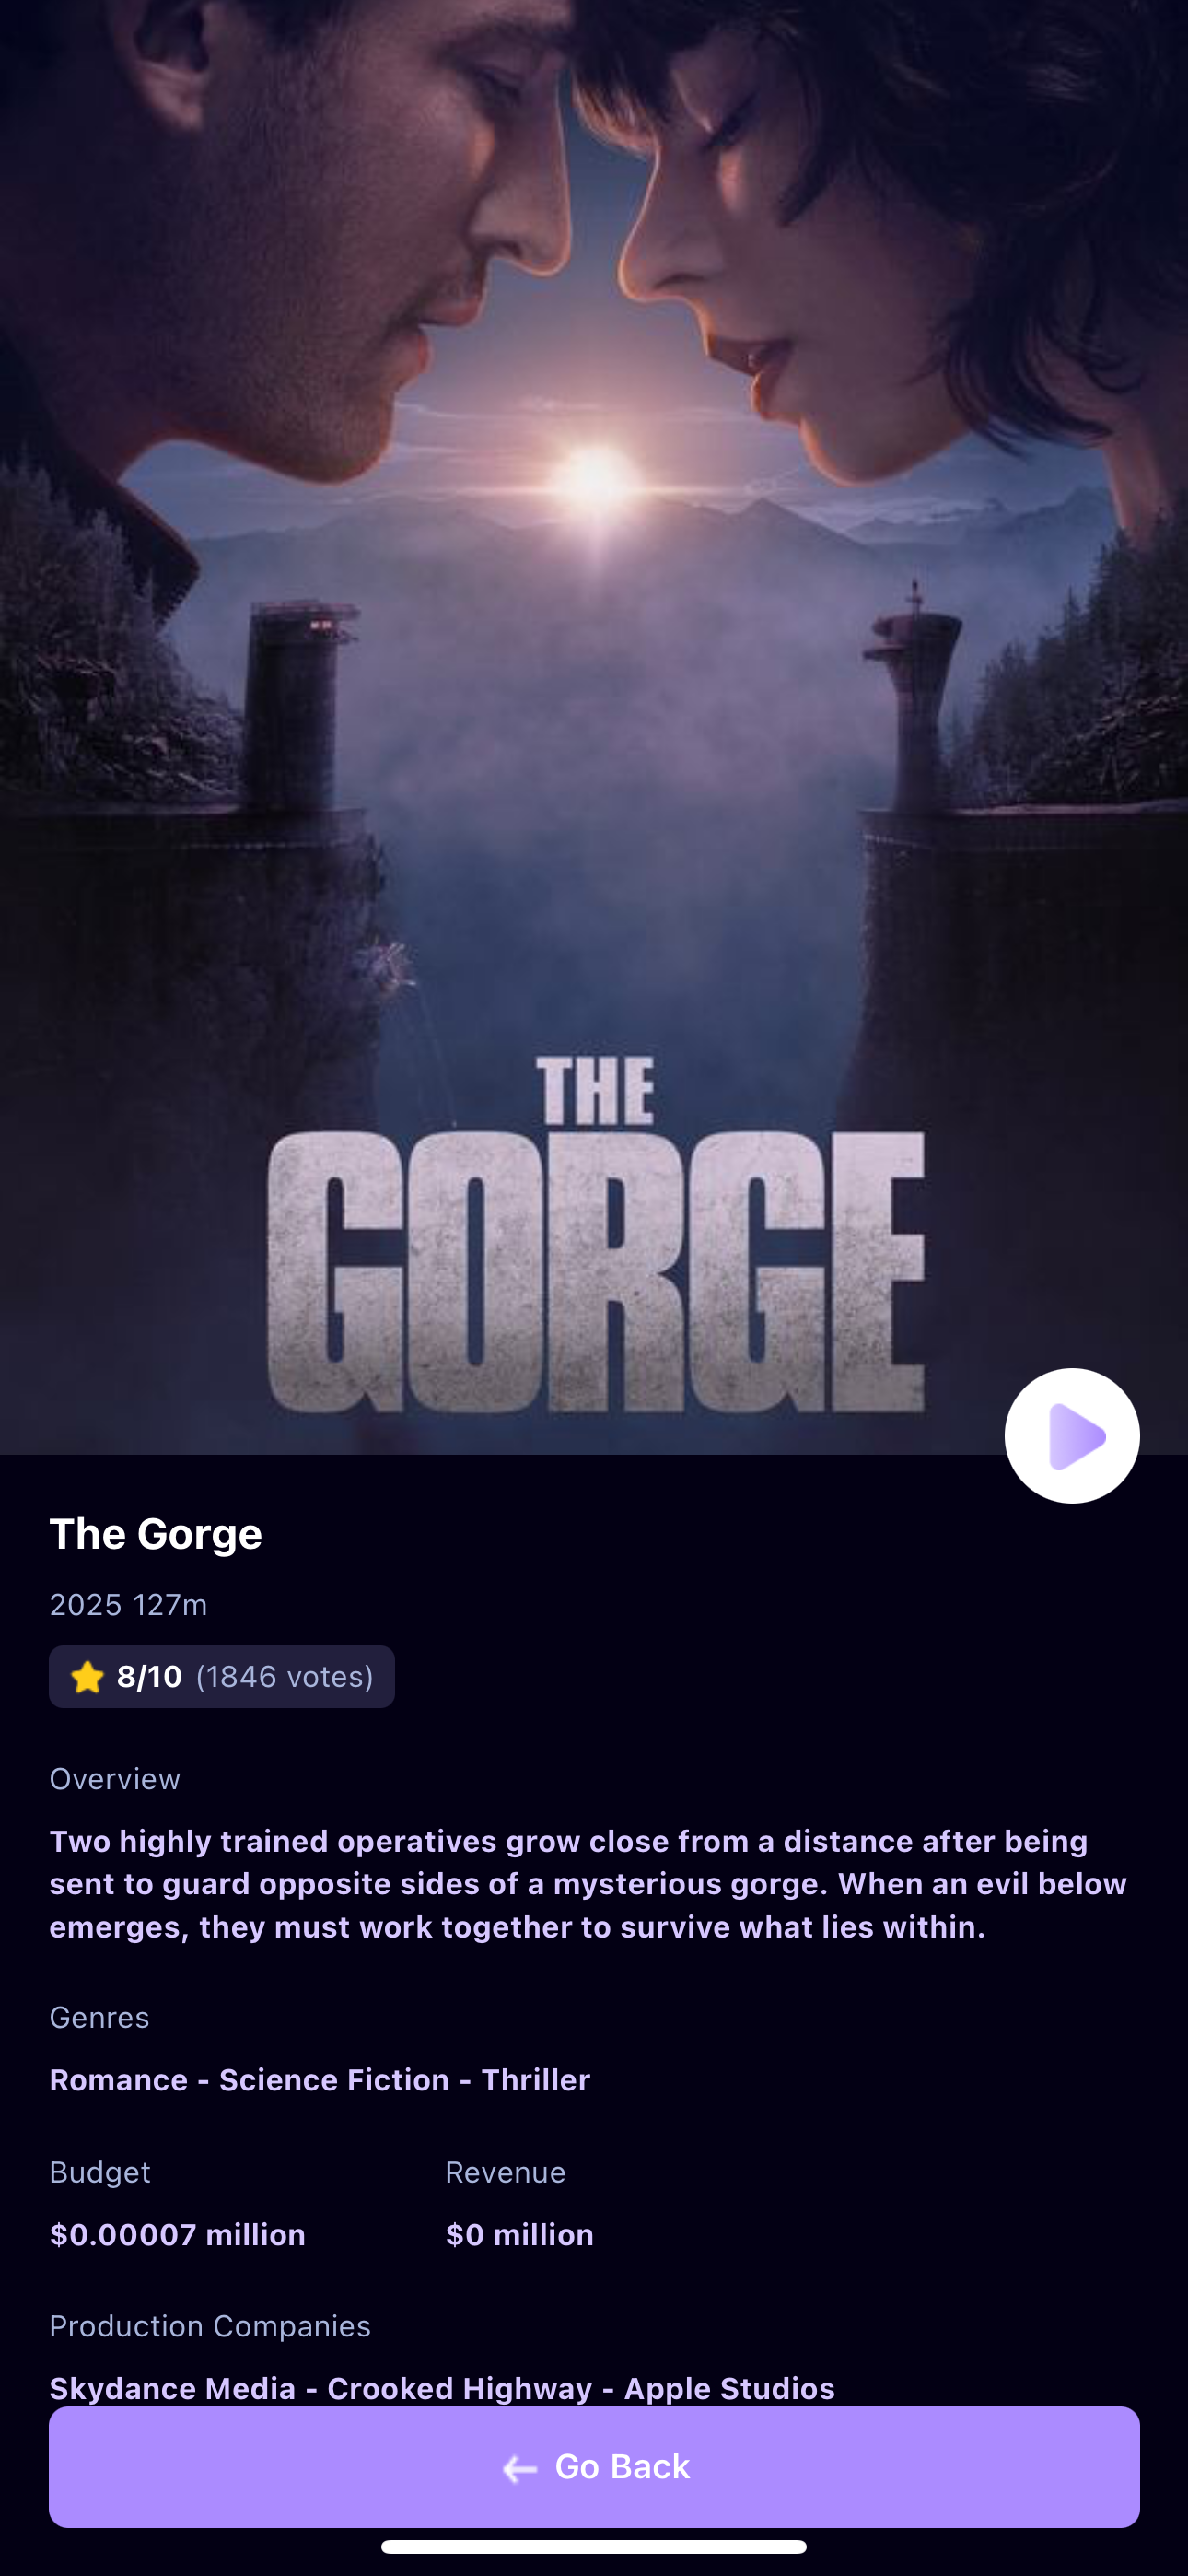 THE
GORGE
The Gorge
2025 127m
8/10 (1846 votes)
Overview
Two highly trained operatives grow close from a distance after being
sent to guard opposite sides of a mysterious gorge. When an evil below
emerges, they must work together to survive what lies within.
Genres
Romance - Science Fiction - Thriller
Budget Revenue
$0.00007 million $0 million
Production Companies
Skydance Media - Crooked Highway - Apple Studios
Go Back